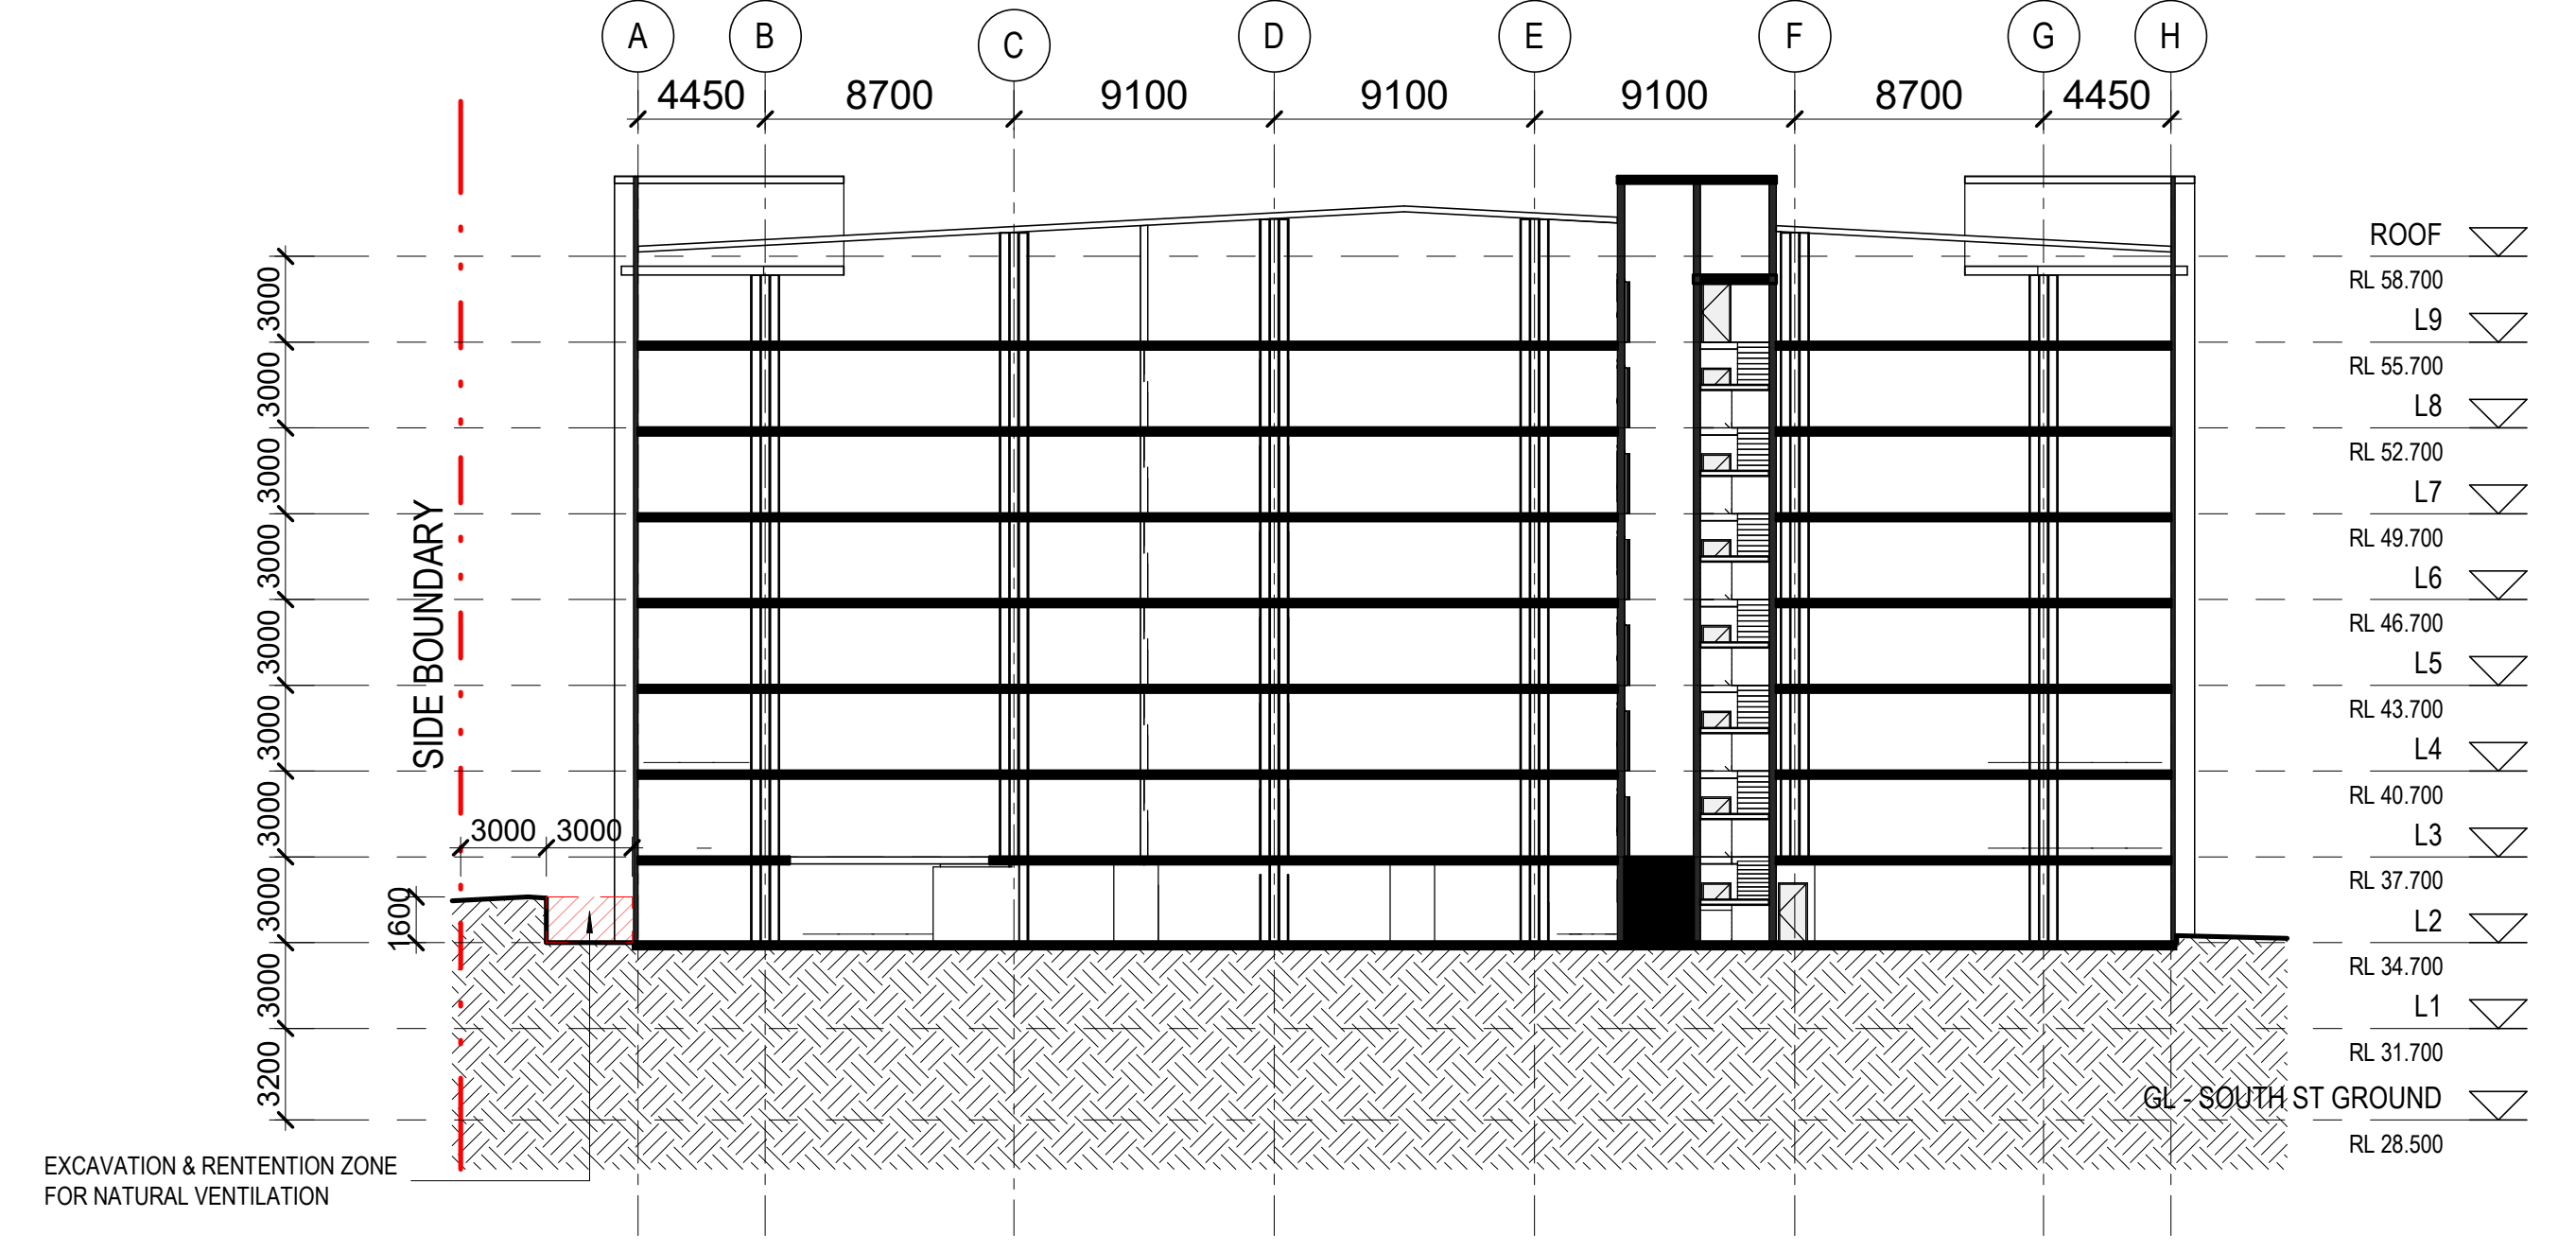 A B C D E F G H
4450 8700 9100 9100 9100 8700 4450
ROOF
RL 58.700
3000
L9
RL 55.700
3000
L8
RL 52.700
3000
L7
RL 49.700
3000
L6
RL 46.700
3000
L5
RL 43.700
3000
L4
RL 40.700
3000
L3
RL 37.700
3000
L2
RL 34.700
3000
L1
RL 31.700
3200
GL - SOUTH ST GROUND
RL 28.500
SIDE BOUNDARY
3000 3000
1600
EXCAVATION & RENTENTION ZONE
FOR NATURAL VENTILATION